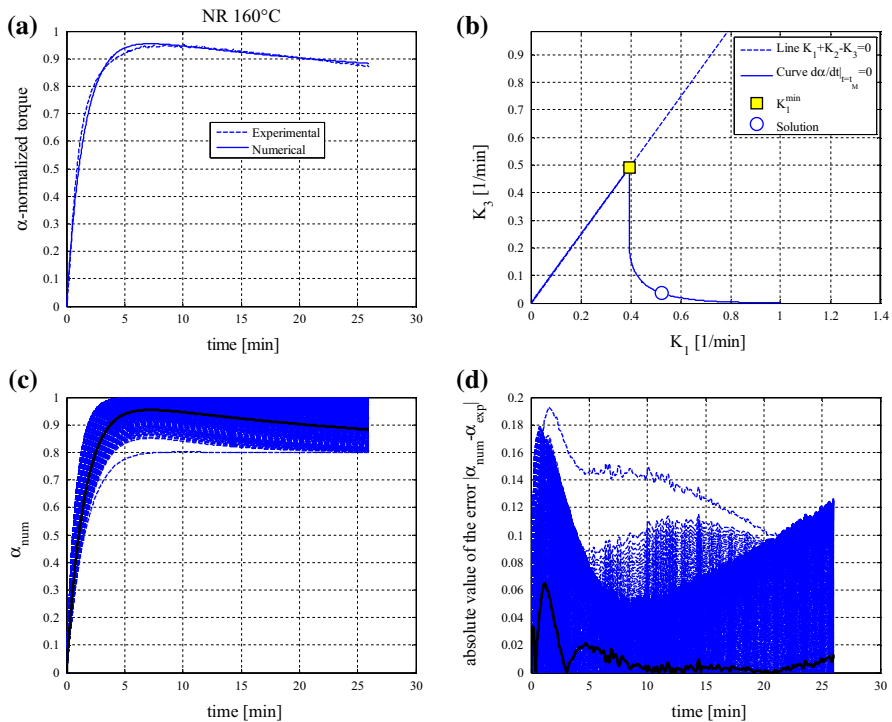 (a)
NR 160°C
1
0.9
0.8
0.7
0.6
0.5
0.4
0.3
0.2
0.1
0
α-normalized torque
Experimental
Numerical
0 5 10 15 20 25 30
time [min]
(b)
0.9
0.8
0.7
0.6
0.5
0.4
0.3
0.2
0.1
0
K3 [1/min]
Line K1+K2-K3=0
Curve dα/dt|t=tM=0
K1min
Solution
0 0.2 0.4 0.6 0.8 1 1.2 1.4
K1 [1/min]
(c)
1
0.9
0.8
0.7
0.6
0.5
0.4
0.3
0.2
0.1
0
αnum
0 5 10 15 20 25 30
time [min]
(d)
0.2
0.18
0.16
0.14
0.12
0.1
0.08
0.06
0.04
0.02
0
absolute value of the error |αnum-αexp|
0 5 10 15 20 25 30
time [min]